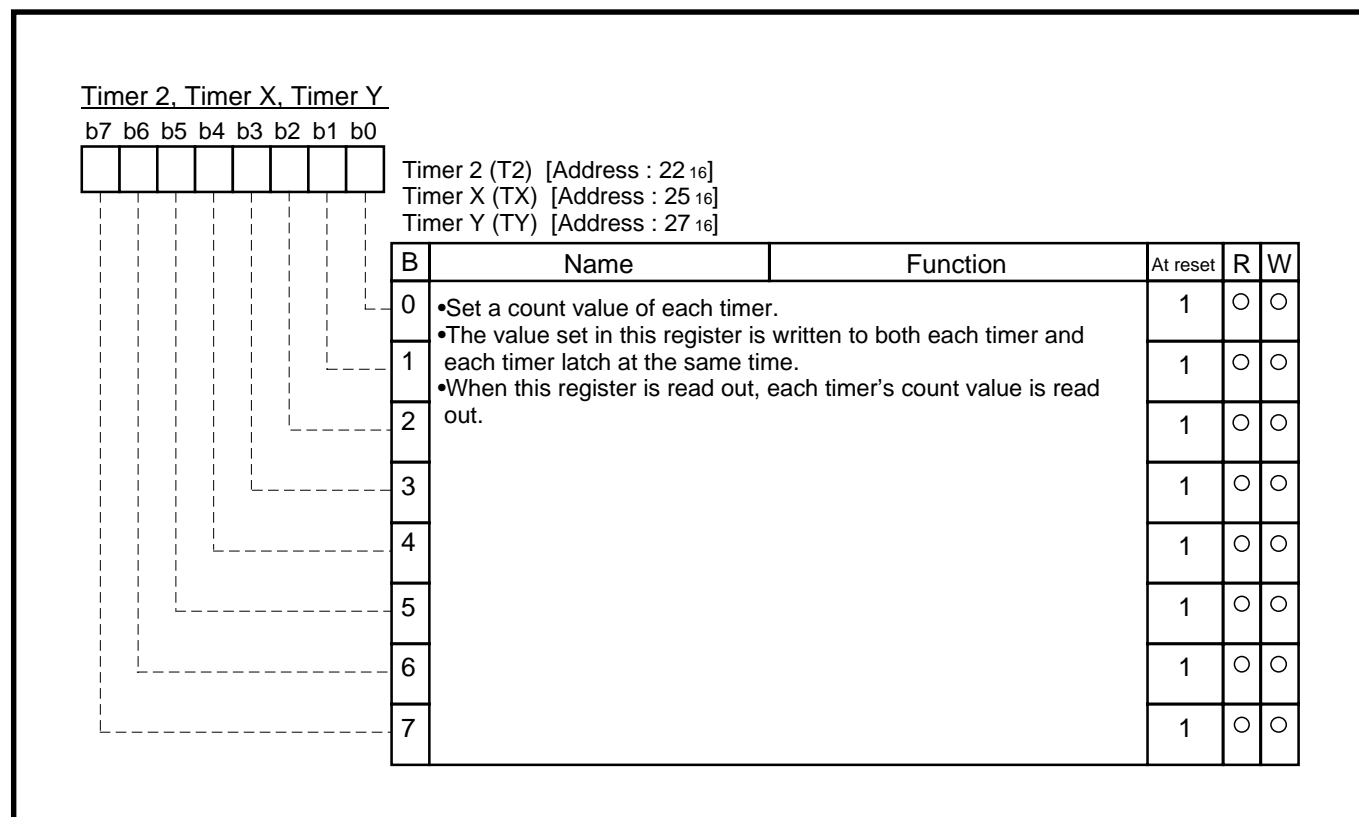 Timer 2, Timer X, Timer Y
b7 b6 b5 b4 b3 b2 b1 b0
Timer 2 (T2) [Address : 22 16]
Timer X (TX) [Address : 25 16]
Timer Y (TY) [Address : 27 16]
B Name Function At reset R W
0 •Set a count value of each timer. 1 ○ ○
•The value set in this register is written to both each timer and
1 each timer latch at the same time. 1 ○ ○
•When this register is read out, each timer’s count value is read
2 out. 1 ○ ○
3 1 ○ ○
4 1 ○ ○
5 1 ○ ○
6 1 ○ ○
7 1 ○ ○